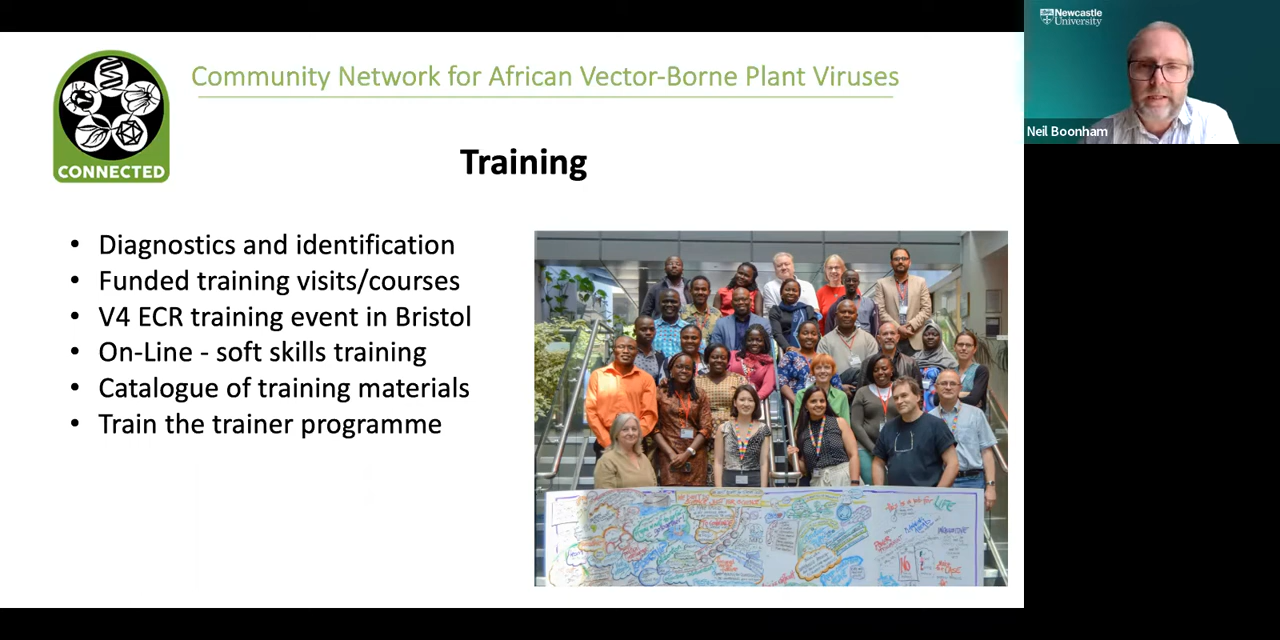 Community Network for African Vector-Borne Plant Viruses
CONNECTED
Training
• Diagnostics and identification
• Funded training visits/courses
• V4 ECR training event in Bristol
• On-Line - soft skills training
• Catalogue of training materials
• Train the trainer programme
LIFE
Newcastle
University
Neil Boonham